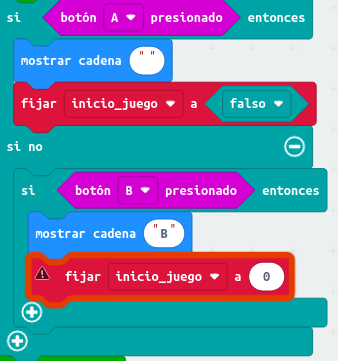 si botón A presionado entonces
mostrar cadena " "
fijar inicio_juego a falso
si no
si botón B presionado entonces
mostrar cadena "B"
fijar inicio_juego a 0